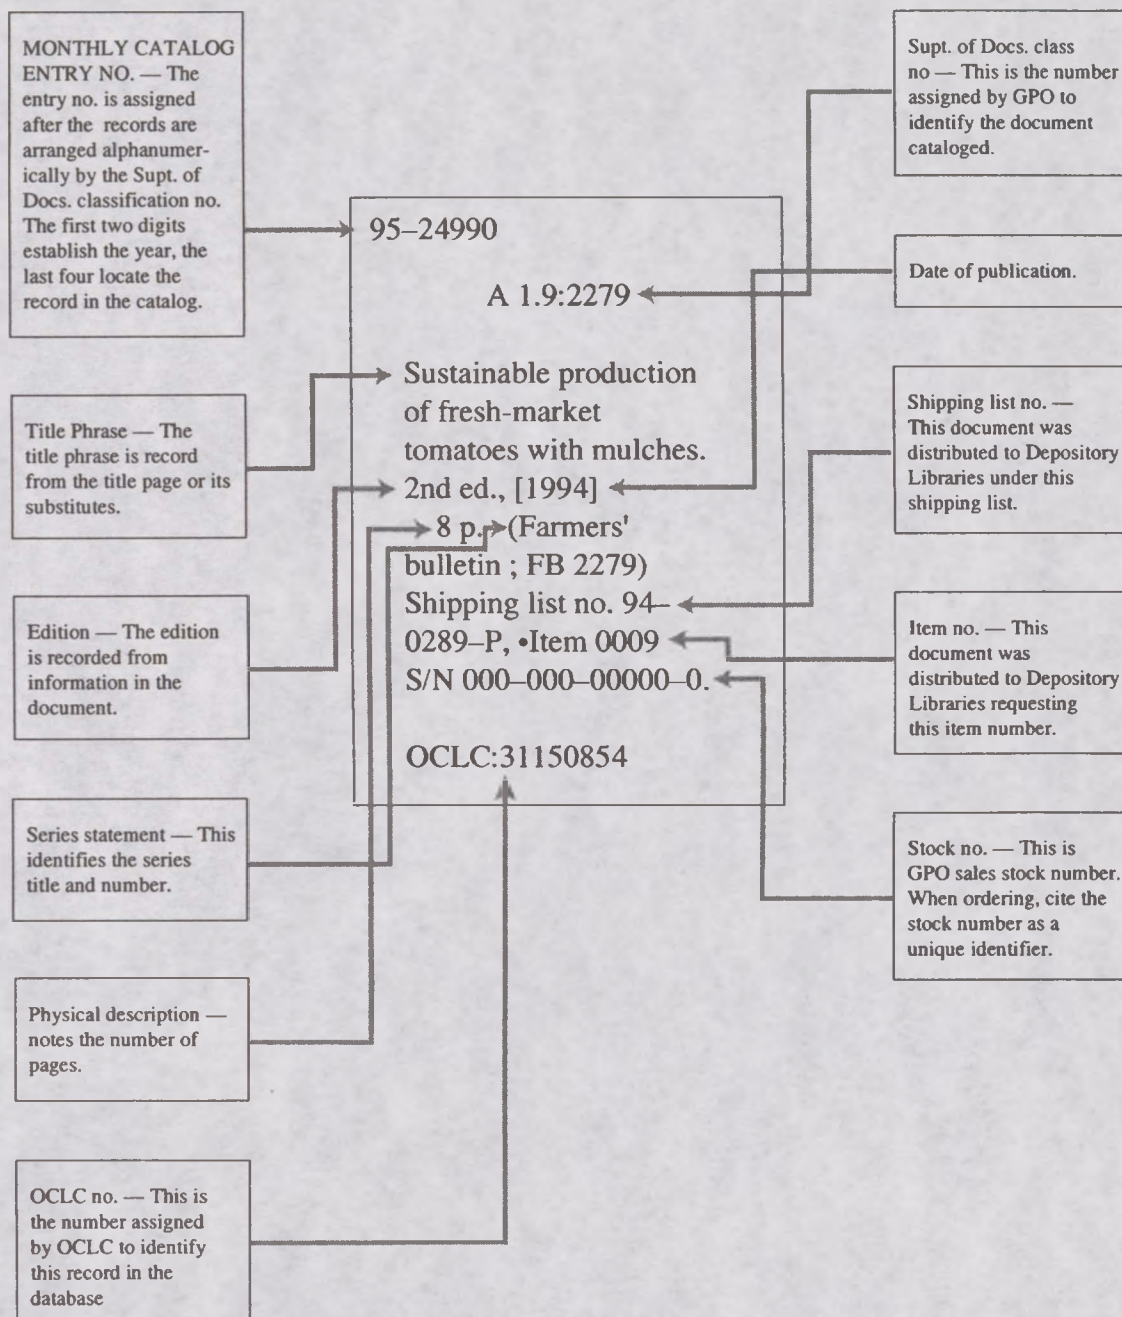 MONTHLY CATALOG
ENTRY NO. — The
entry no. is assigned
after the records are
arranged alphanumer-
ically by the Supt. of
Docs. classification no.
The first two digits
establish the year, the
last four locate the
record in the catalog.
Title Phrase — The
title phrase is record
from the title page or its
substitutes.
Edition — The edition
is recorded from
information in the
document.
Series statement — This
identifies the series
title and number.
Physical description —
notes the number of
pages.
OCLC no. — This is
the number assigned
by OCLC to identify
this record in the
database
95–24990
A 1.9:2279
Sustainable production
of fresh-market
tomatoes with mulches.
2nd ed., [1994]
8 p. (Farmers'
bulletin ; FB 2279)
Shipping list no. 94–
0289–P, •Item 0009
S/N 000–000–00000–0.
OCLC:31150854
Supt. of Docs. class
no — This is the number
assigned by GPO to
identify the document
cataloged.
Date of publication.
Shipping list no. —
This document was
distributed to Depository
Libraries under this
shipping list.
Item no. — This
document was
distributed to Depository
Libraries requesting
this item number.
Stock no. — This is
GPO sales stock number.
When ordering, cite the
stock number as a
unique identifier.